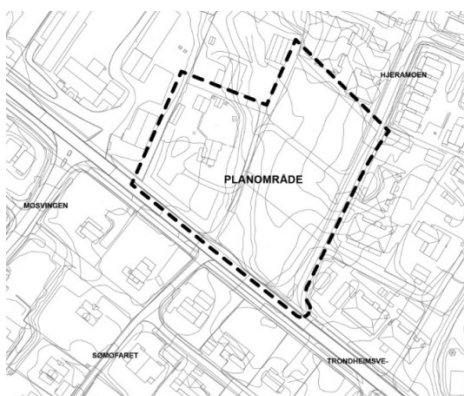 HJERAMOEN
PLANOMRÅDE
MOSVINGEN
SØMOFARET
TRONDHEIMSVE-